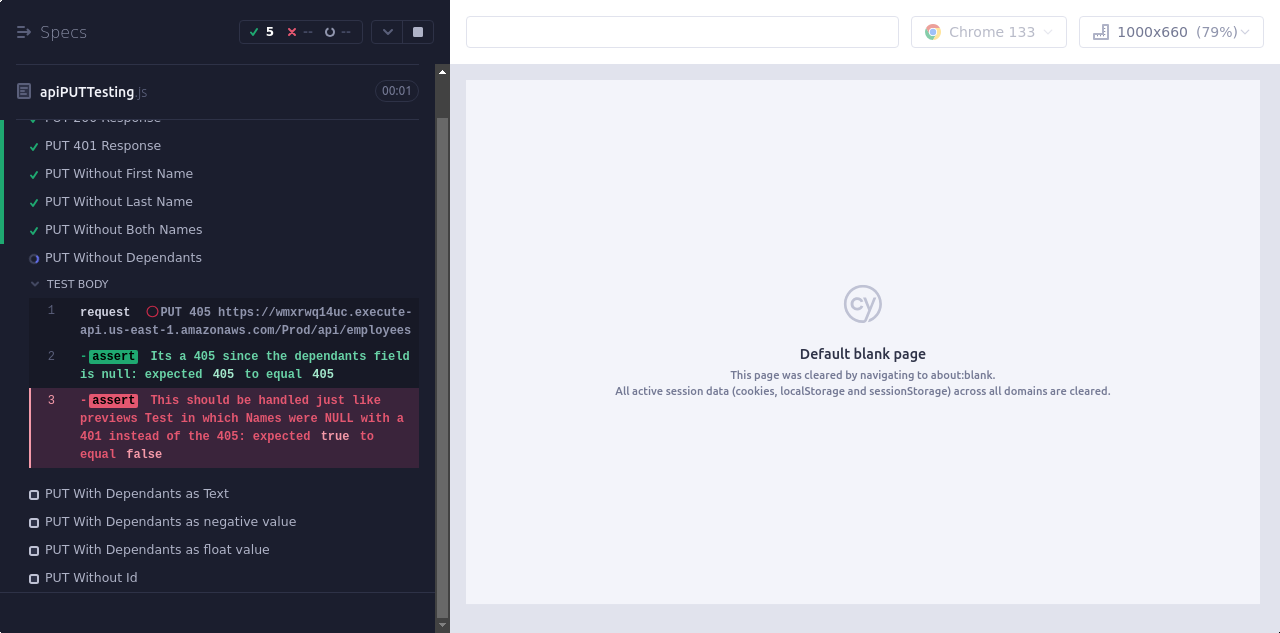 Specs
5 -- --
Chrome 133
1000x660 (79%)
apiPUTTesting.js
00:01
PUT 200 Response
PUT 401 Response
PUT Without First Name
PUT Without Last Name
PUT Without Both Names
PUT Without Dependants
TEST BODY
1 request PUT 405 https://wmxrwq14uc.execute-
api.us-east-1.amazonaws.com/Prod/api/employees
2 -assert Its a 405 since the dependants field
is null: expected 405 to equal 405
3 -assert This should be handled just like
previews Test in which Names were NULL with a
401 instead of the 405: expected true to
equal false
PUT With Dependants as Text
PUT With Dependants as negative value
PUT With Dependants as float value
PUT Without Id
cy
Default blank page
This page was cleared by navigating to about:blank.
All active session data (cookies, localStorage and sessionStorage) across all domains are cleared.